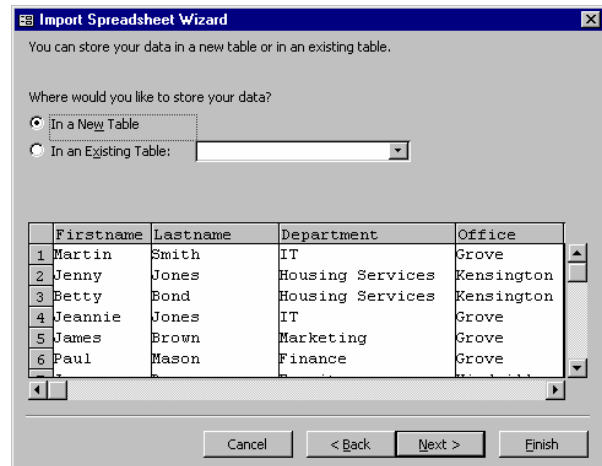 Import Spreadsheet Wizard
You can store your data in a new table or in an existing table.
Where would you like to store your data?
In a New Table
In an Existing Table:
Firstname Lastname Department Office
1 Martin Smith IT Grove
2 Jenny Jones Housing Services Kensington
3 Betty Bond Housing Services Kensington
4 Jeannie Jones IT Grove
5 James Brown Marketing Grove
6 Paul Mason Finance Grove
Cancel < Back Next > Finish